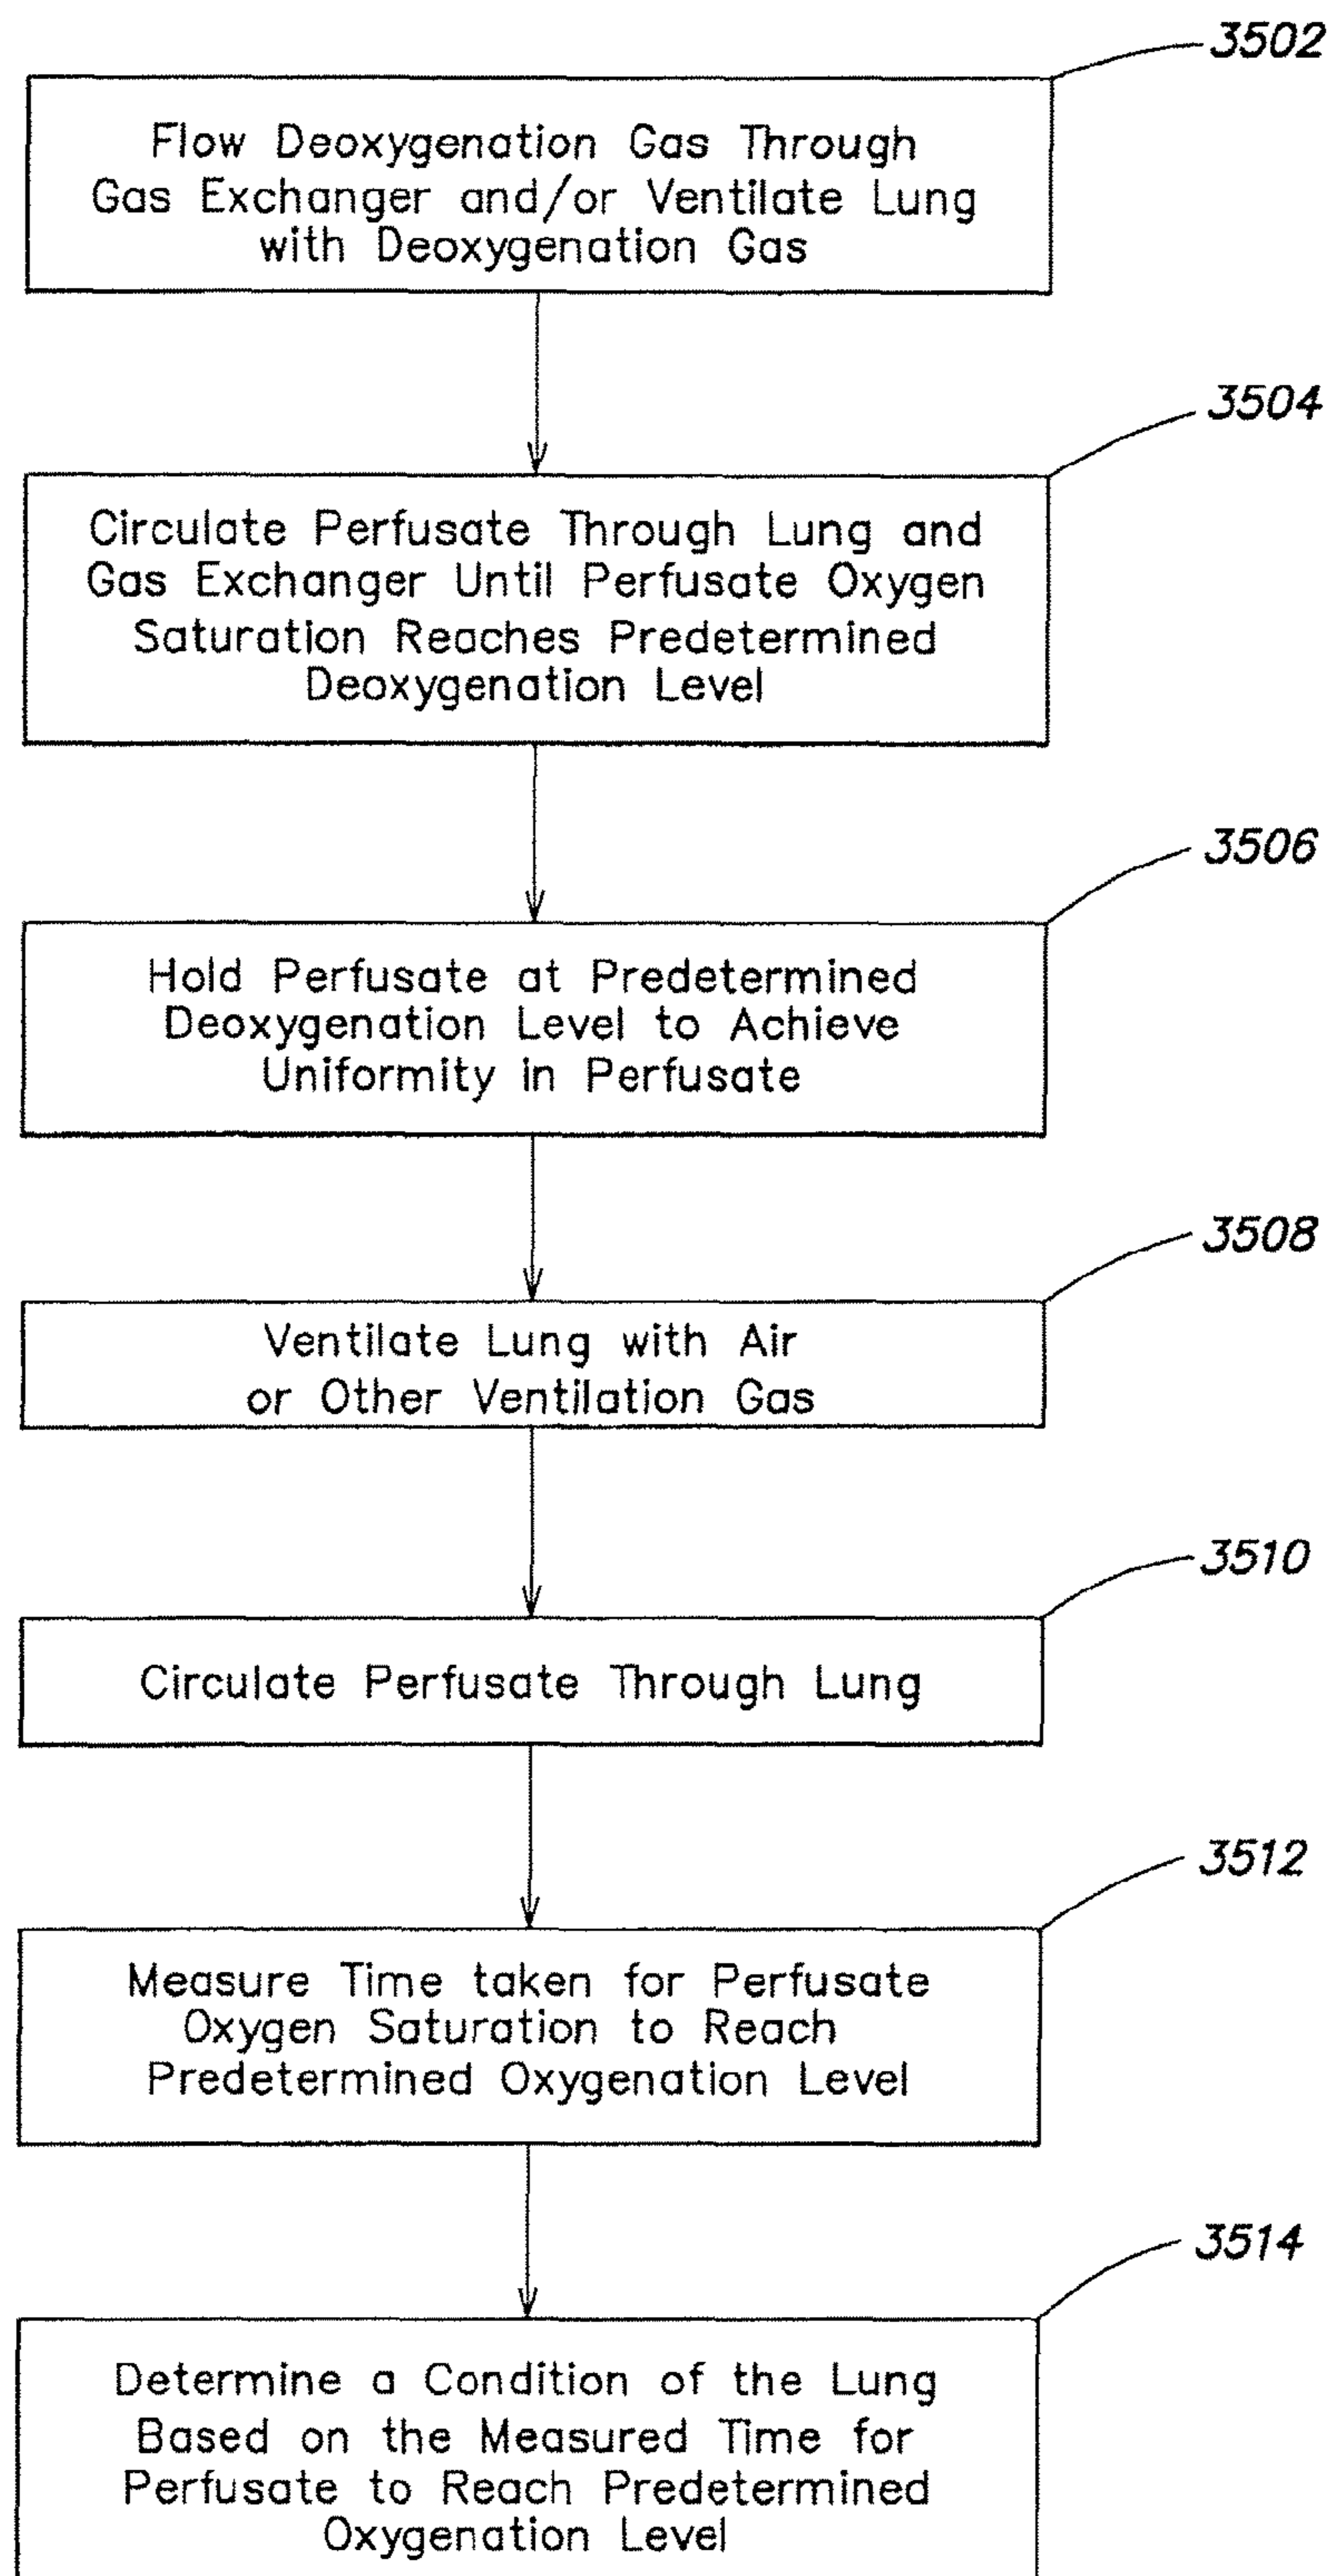 3502
Flow Deoxygenation Gas Through
Gas Exchanger and/or Ventilate Lung
with Deoxygenation Gas
3504
Circulate Perfusate Through Lung and
Gas Exchanger Until Perfusate Oxygen
Saturation Reaches Predetermined
Deoxygenation Level
3506
Hold Perfusate at Predetermined
Deoxygenation Level to Achieve
Uniformity in Perfusate
3508
Ventilate Lung with Air
or Other Ventilation Gas
3510
Circulate Perfusate Through Lung
3512
Measure Time taken for Perfusate
Oxygen Saturation to Reach
Predetermined Oxygenation Level
3514
Determine a Condition of the Lung
Based on the Measured Time for
Perfusate to Reach Predetermined
Oxygenation Level